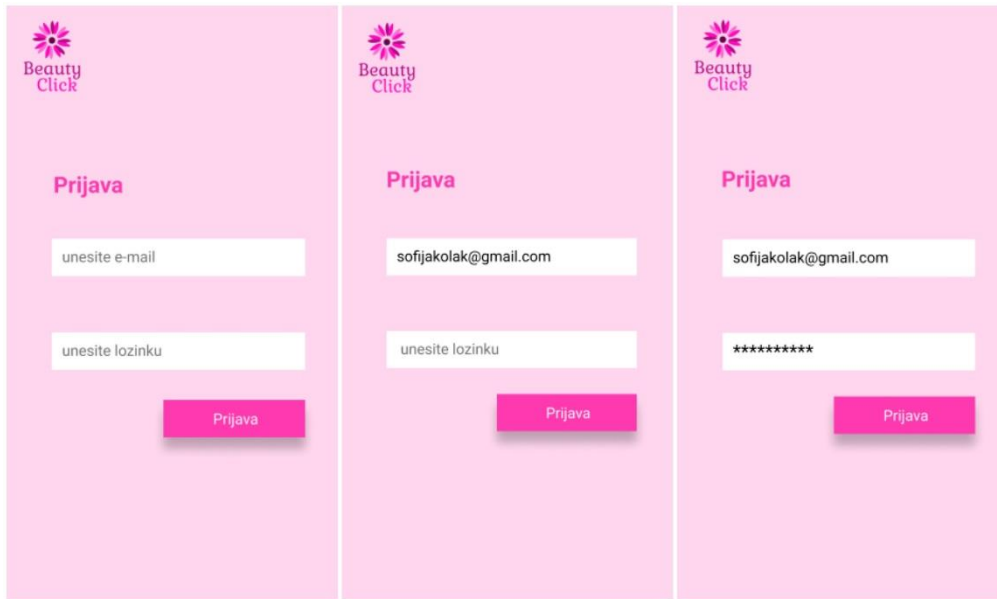 Beauty
Click
Prijava
unesite e-mail
unesite lozinku
Prijava
Beauty
Click
Prijava
sofijakolak@gmail.com
unesite lozinku
Prijava
Beauty
Click
Prijava
sofijakolak@gmail.com
**********
Prijava